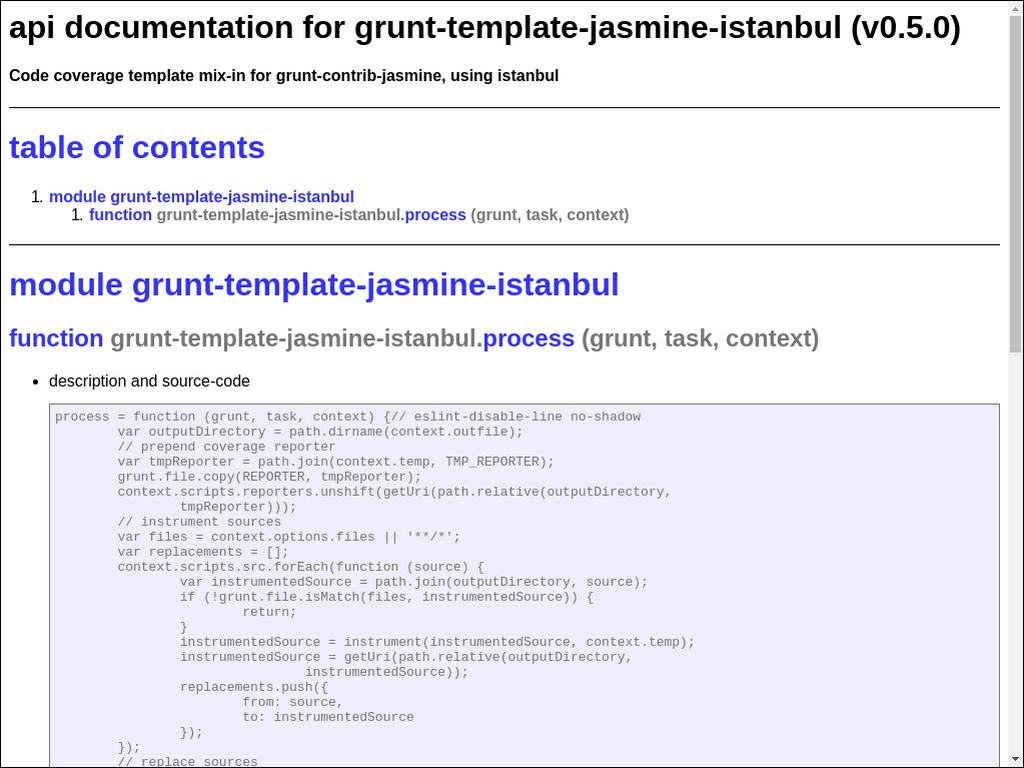 api documentation for grunt-template-jasmine-istanbul (v0.5.0)
Code coverage template mix-in for grunt-contrib-jasmine, using istanbul
table of contents
1. module grunt-template-jasmine-istanbul
1. function grunt-template-jasmine-istanbul.process (grunt, task, context)
module grunt-template-jasmine-istanbul
function grunt-template-jasmine-istanbul.process (grunt, task, context)
• description and source-code
process = function (grunt, task, context) {// eslint-disable-line no-shadow
        var outputDirectory = path.dirname(context.outfile);
        // prepend coverage reporter
        var tmpReporter = path.join(context.temp, TMP_REPORTER);
        grunt.file.copy(REPORTER, tmpReporter);
        context.scripts.reporters.unshift(getUri(path.relative(outputDirectory,
                tmpReporter)));
        // instrument sources
        var files = context.options.files || '**/*';
        var replacements = [];
        context.scripts.src.forEach(function (source) {
                var instrumentedSource = path.join(outputDirectory, source);
                if (!grunt.file.isMatch(files, instrumentedSource)) {
                        return;
                }
                instrumentedSource = instrument(instrumentedSource, context.temp);
                instrumentedSource = getUri(path.relative(outputDirectory,
                                instrumentedSource));
                replacements.push({
                        from: source,
                        to: instrumentedSource
                });
        });
        // replace sources